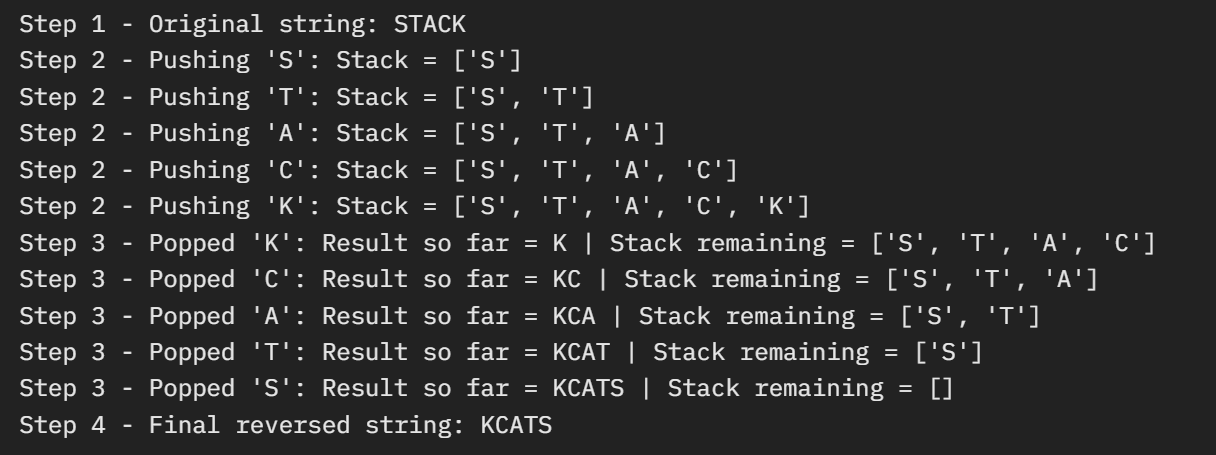 Step 1 - Original string: STACK
Step 2 - Pushing 'S': Stack = ['S']
Step 2 - Pushing 'T': Stack = ['S', 'T']
Step 2 - Pushing 'A': Stack = ['S', 'T', 'A']
Step 2 - Pushing 'C': Stack = ['S', 'T', 'A', 'C']
Step 2 - Pushing 'K': Stack = ['S', 'T', 'A', 'C', 'K']
Step 3 - Popped 'K': Result so far = K | Stack remaining = ['S', 'T', 'A', 'C']
Step 3 - Popped 'C': Result so far = KC | Stack remaining = ['S', 'T', 'A']
Step 3 - Popped 'A': Result so far = KCA | Stack remaining = ['S', 'T']
Step 3 - Popped 'T': Result so far = KCAT | Stack remaining = ['S']
Step 3 - Popped 'S': Result so far = KCATS | Stack remaining = []
Step 4 - Final reversed string: KCATS